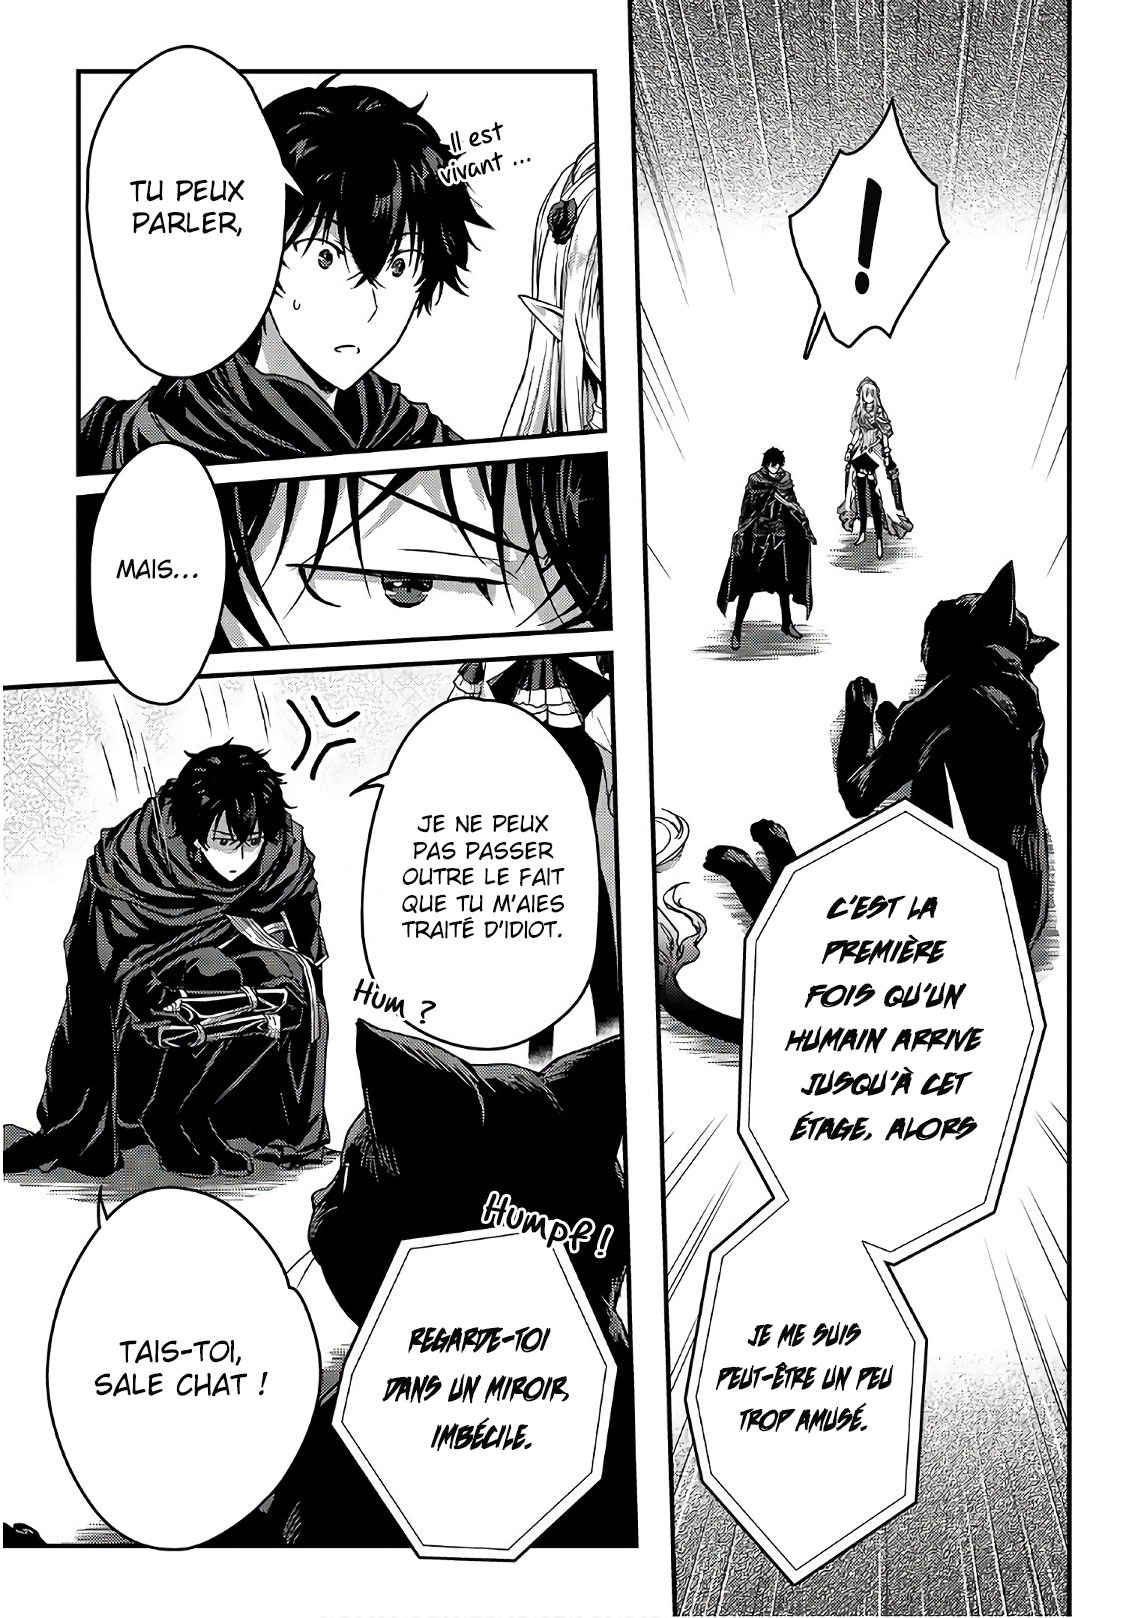 !
C'EST LA
PREMIÈRE
FOIS QU'UN
HUMAIN ARRIVE
JUSQU'À CET
ÉTAGE, ALORS
JE ME SUIS
PEUT-ÊTRE UN PEU
TROP AMUSÉ.
Il est
vivant ...
TU PEUX
PARLER,
MAIS...
JE NE PEUX
PAS PASSER
OUTRE LE FAIT
QUE TU M'AIES
TRAITÉ D'IDIOT.
Hum ?
Humpf !
REGARDE-TOI
DANS UN MIROIR,
IMBÉCILE.
TAIS-TOI,
SALE CHAT !